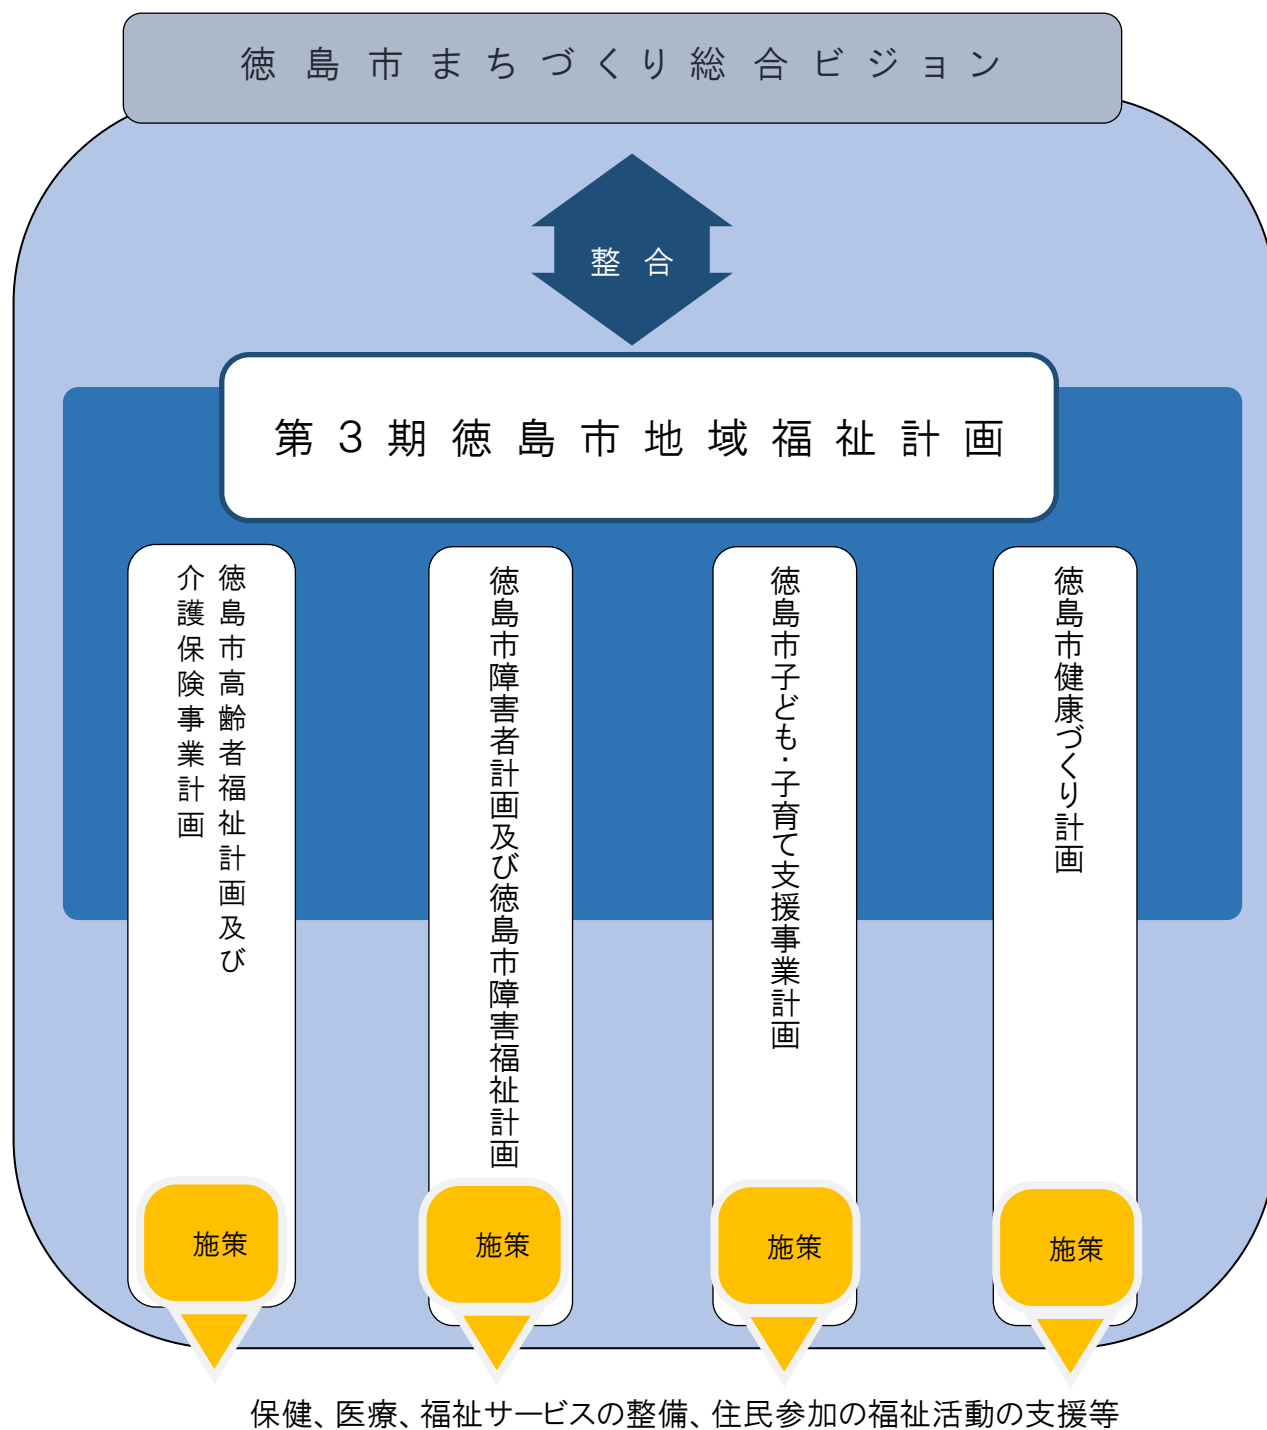 徳島市まちづくり総合ビジョン
整合
第３期徳島市地域福祉計画
徳島市高齢者福祉計画及び
介護保険事業計画
徳島市障害者計画及び徳島市障害福祉計画
徳島市子ども・子育て支援事業計画
徳島市健康づくり計画
施策
施策
施策
施策
保健、医療、福祉サービスの整備、住民参加の福祉活動の支援等